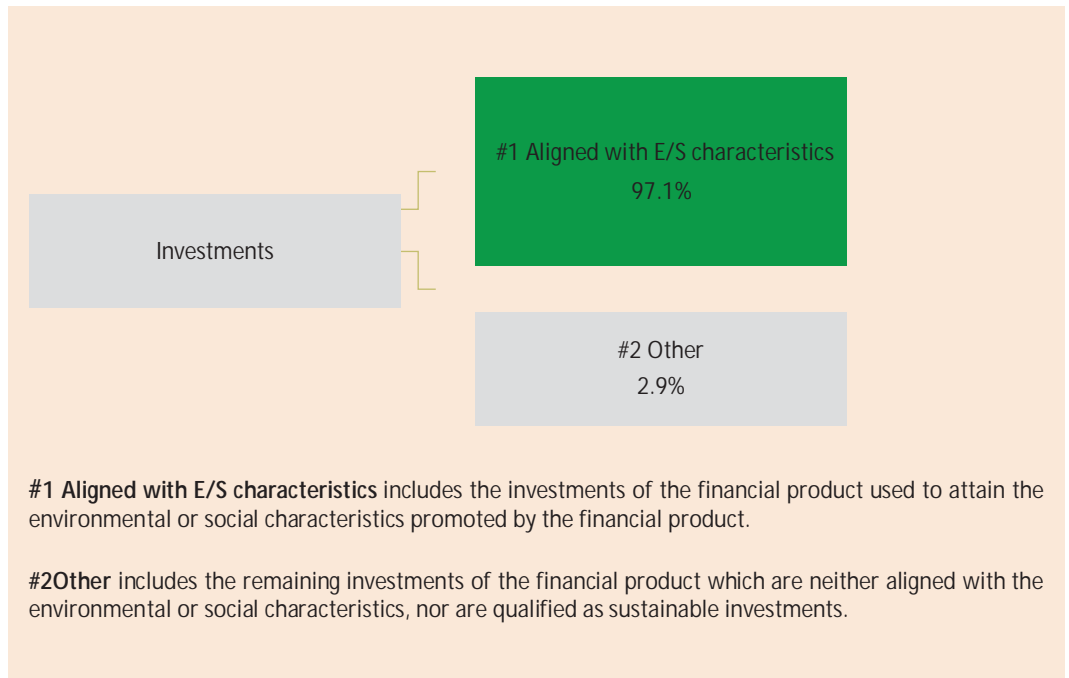 #1 Aligned with E/S characteristics
97.1%
Investments
#2 Other
2.9%
#1 Aligned with E/S characteristics includes the investments of the financial product used to attain the
environmental or social characteristics promoted by the financial product.
#2Other includes the remaining investments of the financial product which are neither aligned with the
environmental or social characteristics, nor are qualified as sustainable investments.